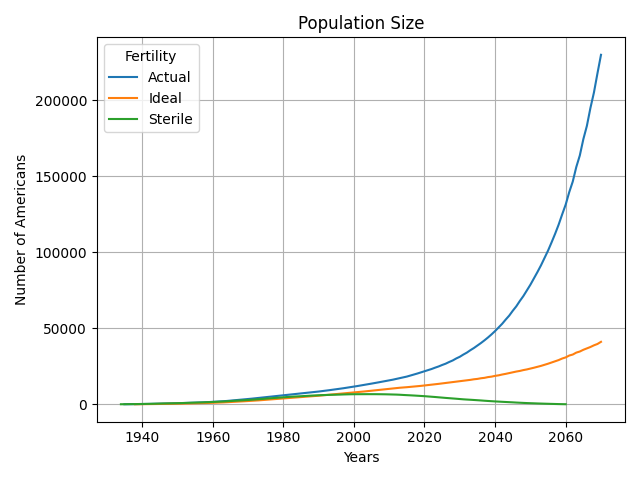 Population Size
Fertility
Actual
Ideal
Sterile
Number of Americans
200000
150000
100000
50000
0
1940 1960 1980 2000 2020 2040 2060
Years